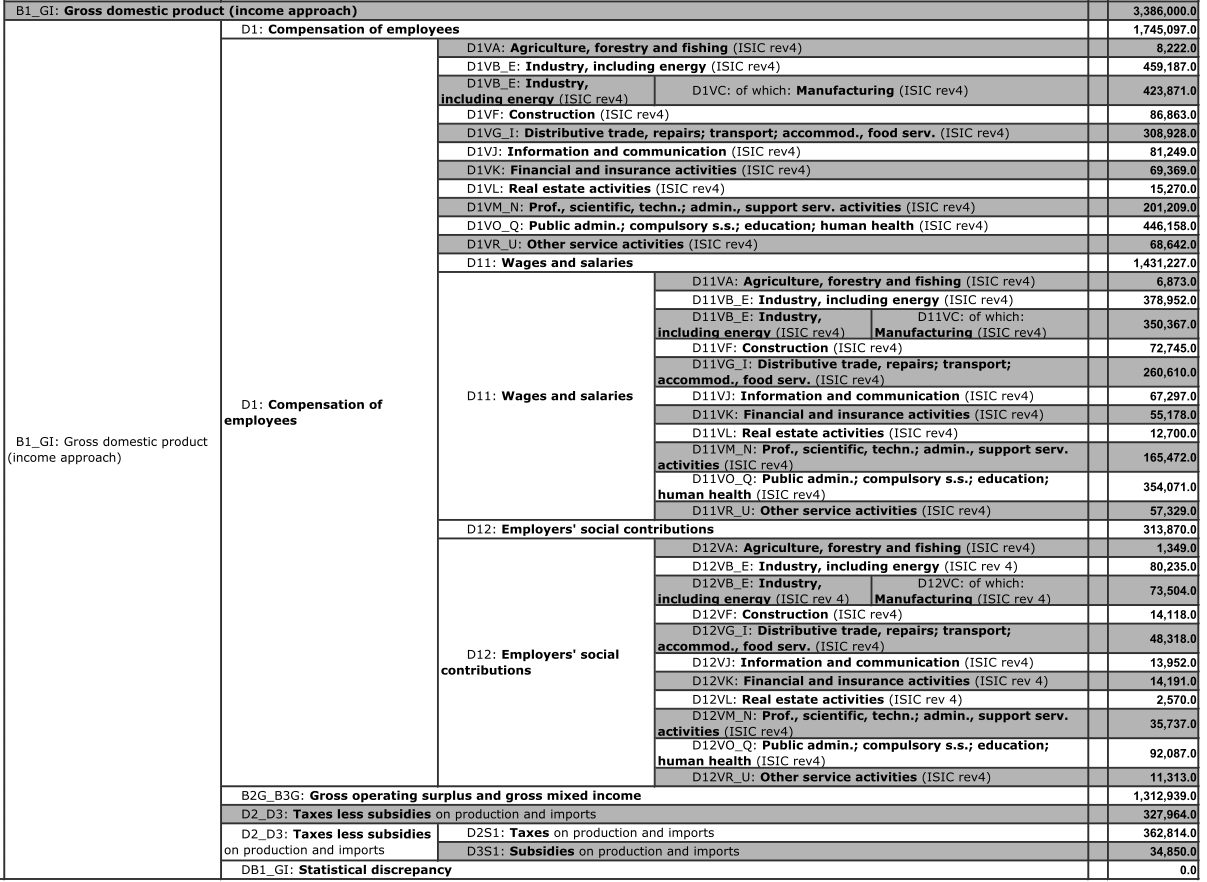 B1_GI: Gross domestic product (income approach) 3,386,000.0
D1: Compensation of employees 1,745,097.0
D1VA: Agriculture, forestry and fishing (ISIC rev4) 8,222.0
D1VB_E: Industry, including energy (ISIC rev4) 459,187.0
D1VB_E: Industry,
including energy (ISIC rev4)
D1VC: of which: Manufacturing (ISIC rev4) 423,871.0
D1VF: Construction (ISIC rev4) 86,863.0
D1VG_I: Distributive trade, repairs; transport; accommod., food serv. (ISIC rev4) 308,928.0
D1VJ: Information and communication (ISIC rev4) 81,249.0
D1VK: Financial and insurance activities (ISIC rev4) 69,369.0
D1VL: Real estate activities (ISIC rev4) 15,270.0
D1VM_N: Prof., scientific, techn.; admin., support serv. activities (ISIC rev4) 201,209.0
D1VO_Q: Public admin.; compulsory s.s.; education; human health (ISIC rev4) 446,158.0
D1VR_U: Other service activities (ISIC rev4) 68,642.0
D11: Wages and salaries 1,431,227.0
D11VA: Agriculture, forestry and fishing (ISIC rev4) 6,873.0
D11VB_E: Industry, including energy (ISIC rev4) 378,952.0
D11VB_E: Industry,
including energy (ISIC rev4)
D11VC: of which:
Manufacturing (ISIC rev4) 350,367.0
D11VF: Construction (ISIC rev4) 72,745.0
D11VG_I: Distributive trade, repairs; transport;
accommod., food serv. (ISIC rev4) 260,610.0
D11: Wages and salaries
D11VJ: Information and communication (ISIC rev4) 67,297.0
D1: Compensation of
employees
D11VK: Financial and insurance activities (ISIC rev4) 55,178.0
D11VL: Real estate activities (ISIC rev4) 12,700.0
B1_GI: Gross domestic product
(income approach)
D11VM_N: Prof., scientific, techn.; admin., support serv.
activities (ISIC rev4) 165,472.0
D11VO_Q: Public admin.; compulsory s.s.; education;
human health (ISIC rev4) 354,071.0
D11VR_U: Other service activities (ISIC rev4) 57,329.0
D12: Employers' social contributions 313,870.0
D12VA: Agriculture, forestry and fishing (ISIC rev4) 1,349.0
D12VB_E: Industry, including energy (ISIC rev 4) 80,235.0
D12VB_E: Industry,
including energy (ISIC rev 4)
D12VC: of which:
Manufacturing (ISIC rev 4) 73,504.0
D12VF: Construction (ISIC rev4) 14,118.0
D12VG_I: Distributive trade, repairs; transport;
accommod., food serv. (ISIC rev4) 48,318.0
D12: Employers' social
contributions
D12VJ: Information and communication (ISIC rev4) 13,952.0
D12VK: Financial and insurance activities (ISIC rev 4) 14,191.0
D12VL: Real estate activities (ISIC rev 4) 2,570.0
D12VM_N: Prof., scientific, techn.; admin., support serv.
activities (ISIC rev4) 35,737.0
D12VO_Q: Public admin.; compulsory s.s.; education;
human health (ISIC rev4) 92,087.0
D12VR_U: Other service activities (ISIC rev4) 11,313.0
B2G_B3G: Gross operating surplus and gross mixed income 1,312,939.0
D2_D3: Taxes less subsidies on production and imports 327,964.0
D2_D3: Taxes less subsidies
on production and imports
D2S1: Taxes on production and imports 362,814.0
D3S1: Subsidies on production and imports 34,850.0
DB1_GI: Statistical discrepancy 0.0